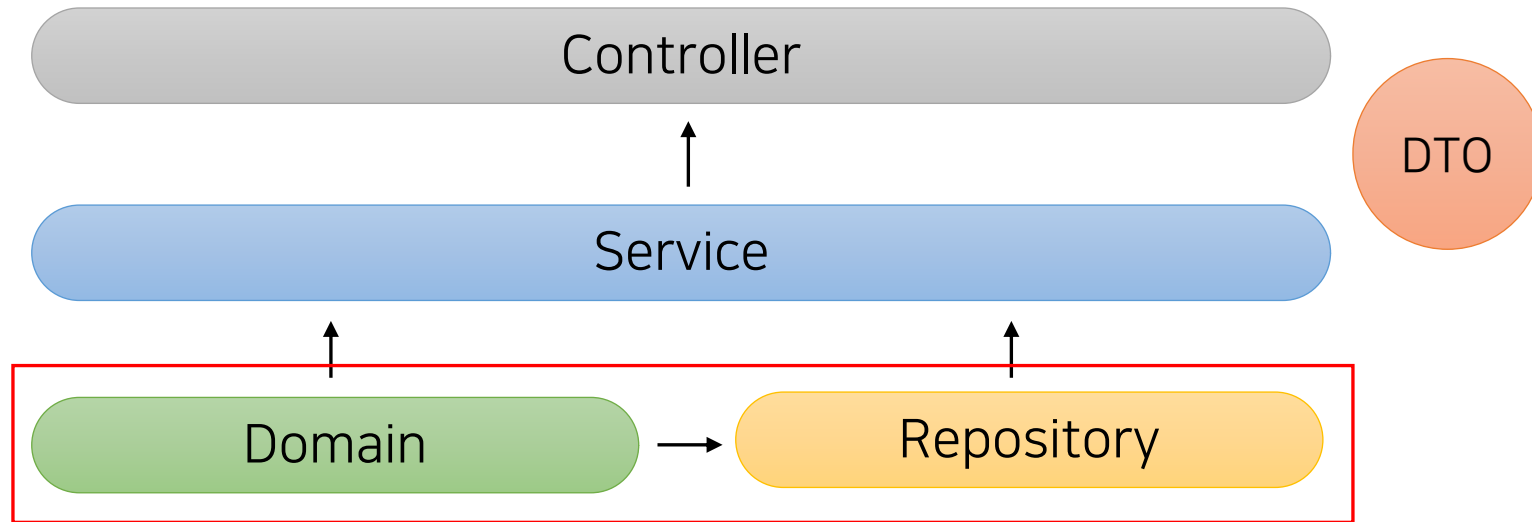 Controller
DTO
Service
Domain
Repository